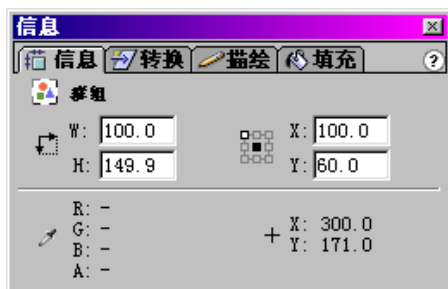 信息
信息 转换 描绘 填充 ?
群组
W: 100.0 X: 100.0
H: 149.9 Y: 60.0
R: -
G: - X: 300.0
B: - Y: 171.0
A: -